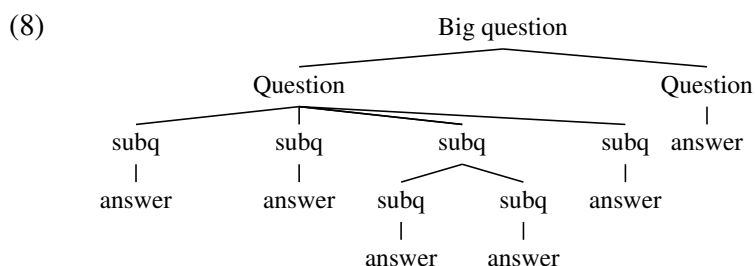 (8) Big question
Question Question
subq subq subq subq answer
answer answer subq subq answer
answer answer